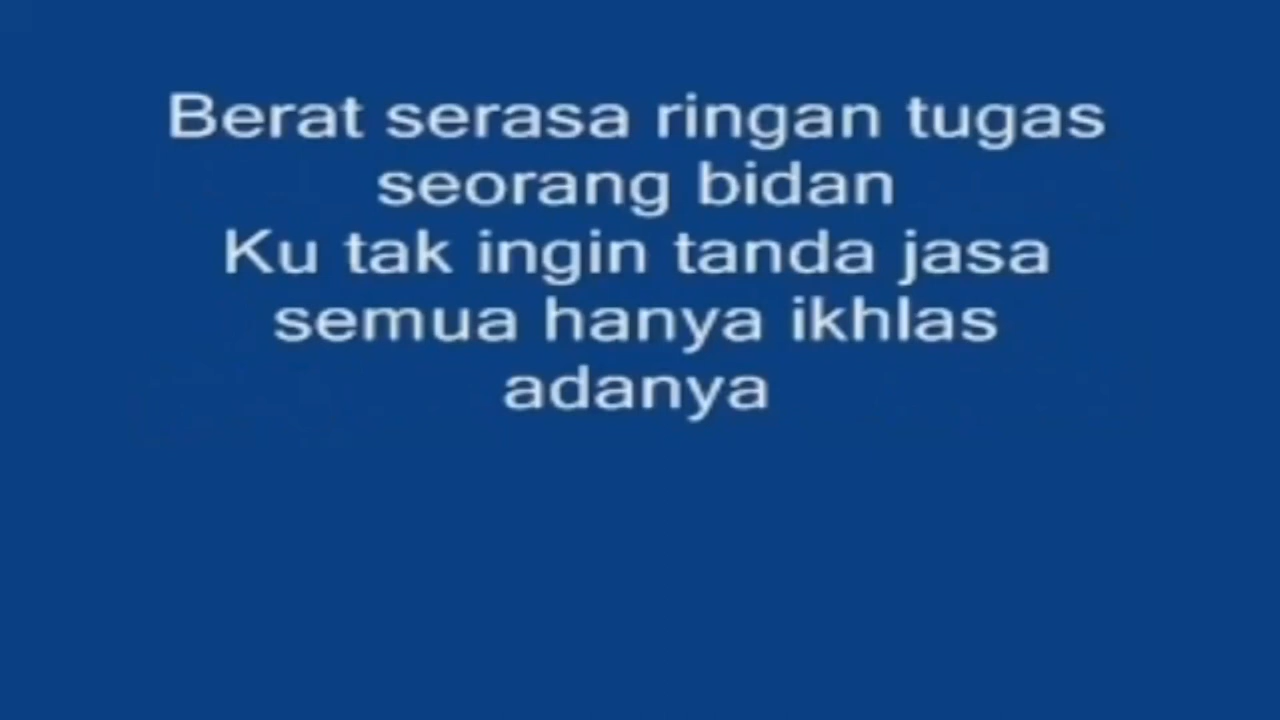 Berat serasa ringan tugas
seorang bidan
Ku tak ingin tanda jasa
semua hanya ikhlas
adanya